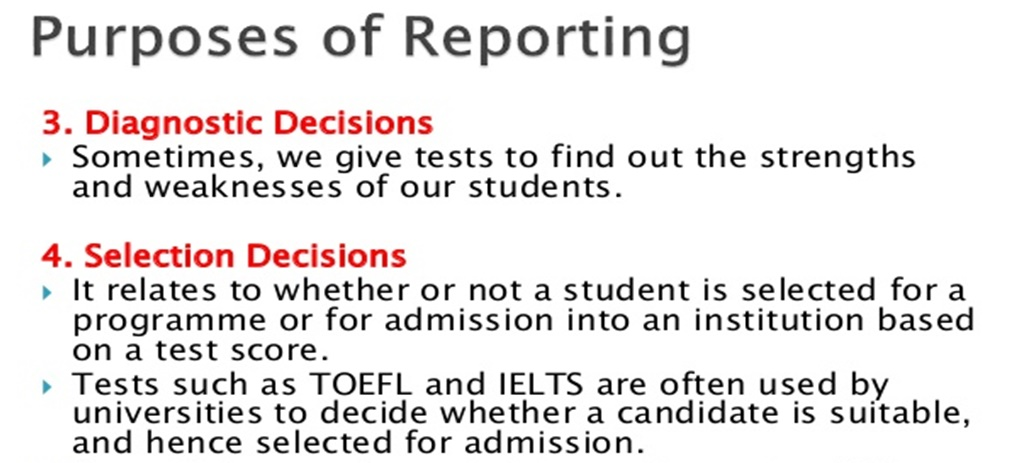 Purposes of Reporting
3. Diagnostic Decisions
Sometimes, we give tests to find out the strengths
and weaknesses of our students.
4. Selection Decisions
It relates to whether or not a student is selected for a
programme or for admission into an institution based
on a test score.
Tests such as TOEFL and IELTS are often used by
universities to decide whether a candidate is suitable,
and hence selected for admission.